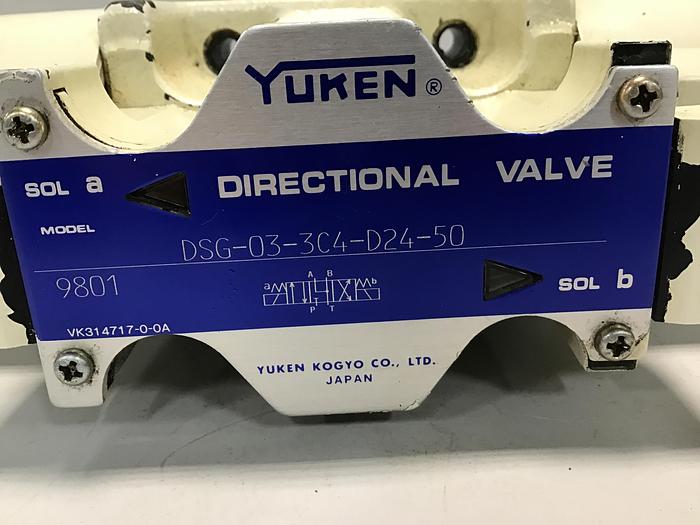 YUKEN ®
SOL a DIRECTIONAL VALVE
MODEL
DSG-03-3C4-D24-50
9801
A B
a b
P T
SOL b
VK314717-0-0A
YUKEN KOGYO CO., LTD.
JAPAN